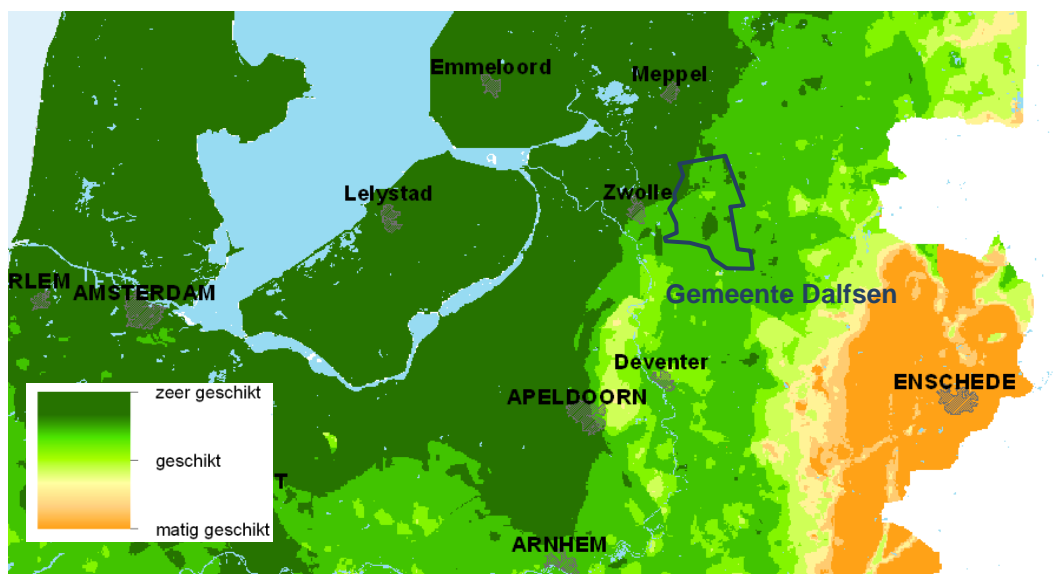 Emmeloord
Meppel
Lelystad
Zwolle
RLEM
AMSTERDAM
Gemeente Dalfsen
Deventer
APELDOORN
ENSCHEDE
zeer geschikt
geschikt
matig geschikt
T
ARNHEM